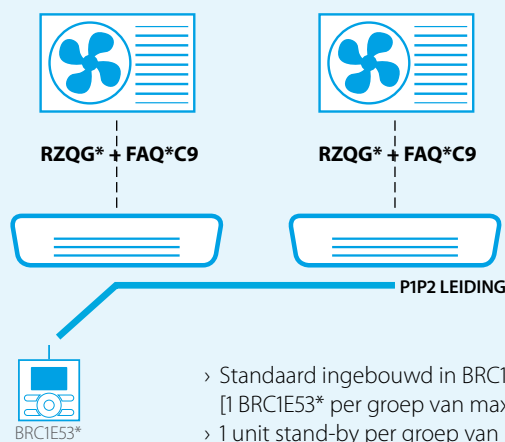 RZQG* + FAQ*C9
RZQG* + FAQ*C9
P1P2 LEIDING
BRC1E53*
› Standaard ingebouwd in BRC1
[1 BRC1E53* per groep van max
› 1 unit stand-by per groep van